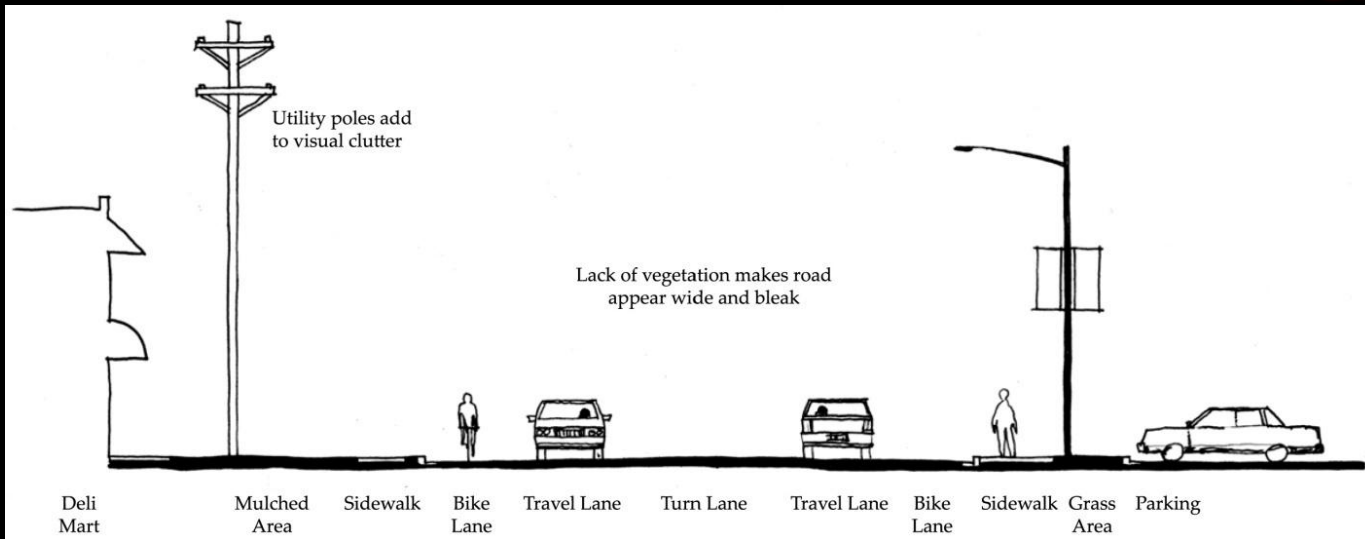 Utility poles add
to visual clutter
Lack of vegetation makes road
appear wide and bleak
Deli
Mart
Mulched
Area
Sidewalk
Bike
Lane
Travel Lane
Turn Lane
Travel Lane
Bike
Lane
Sidewalk
Grass
Area
Parking